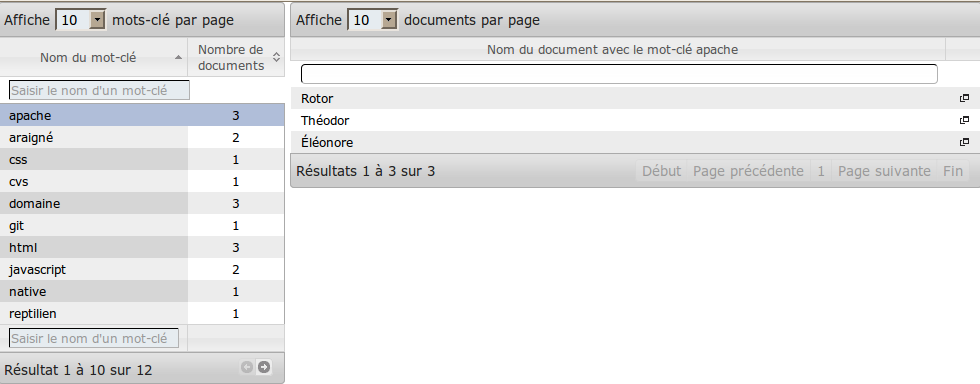 Affiche 10 mots-clé par page
Nom du mot-clé
Nombre de documents
Saisir le nom d'un mot-clé
apache 3
araigné 2
css 1
cvs 1
domaine 3
git 1
html 3
javascript 2
native 1
reptilien 1
Saisir le nom d'un mot-clé
Résultat 1 à 10 sur 12
Affiche 10 documents par page
Nom du document avec le mot-clé apache
Rotor
Théodor
Éléonore
Résultats 1 à 3 sur 3 Début Page précédente 1 Page suivante Fin